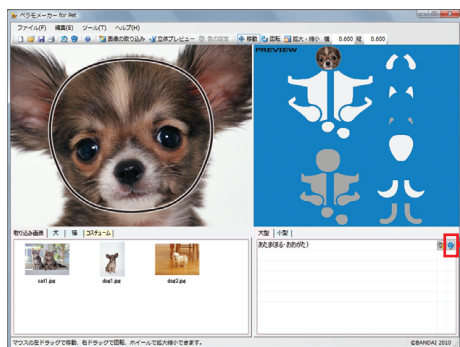 ペラモメーカー for Pet
ファイル(F) 編集(E) ツール(T) ヘルプ(H)
画像の取り込み 立体プレビュー 移動 回転 拡大・縮小 横 0.600 縦 0.600
PREVIEW
取り込み画像 犬 猫 コスチューム
大型 小型
あたま(まる・おおがた)
cat1.jpg dog1.jpg dog2.jpg
マウスの左ドラッグで移動、右ドラッグで回転、ホイールで拡大縮小できます。
©BANDAI 2010